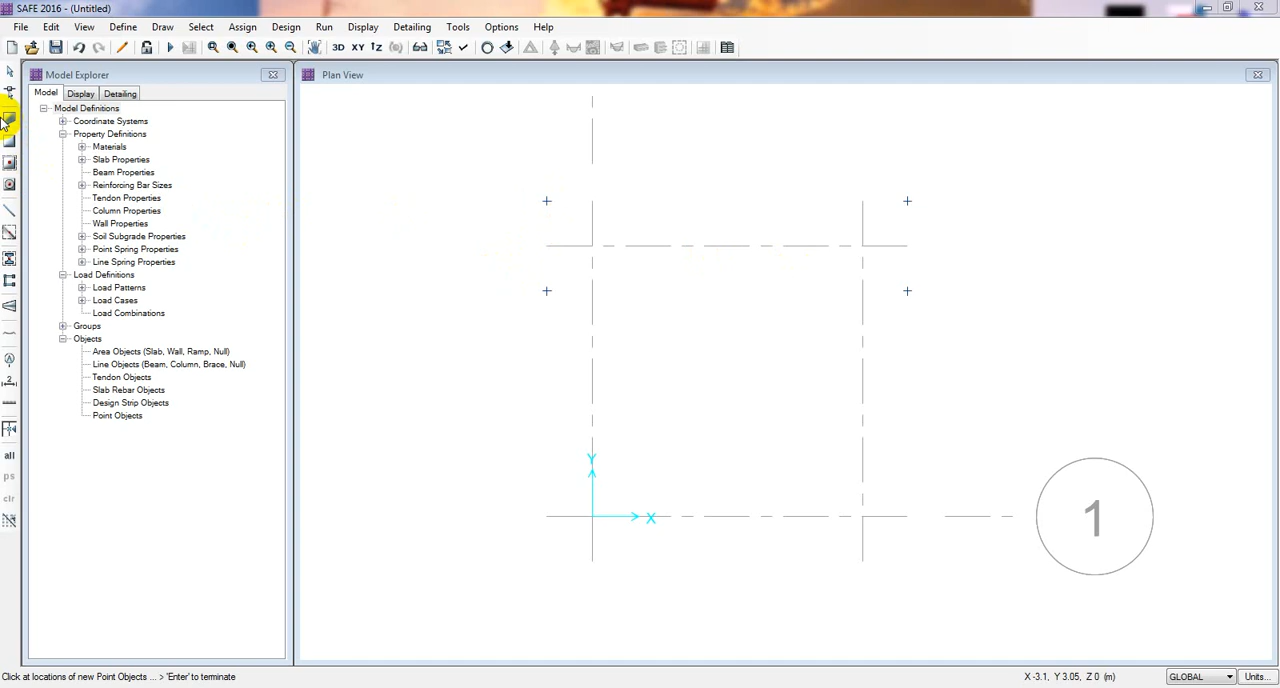 SAFE 2016 - (Untitled)
File Edit View Define Draw Select Assign Design Run Display Detailing Tools Options Help
3D XY
Model Explorer
Plan View
Model Display Detailing
Model Definitions
Coordinate Systems
Property Definitions
Materials
Slab Properties
Beam Properties
Reinforcing Bar Sizes
Tendon Properties
Column Properties
Wall Properties
Soil Subgrade Properties
Point Spring Properties
Line Spring Properties
Load Definitions
Load Patterns
Load Cases
Load Combinations
Groups
Objects
Area Objects (Slab, Wall, Ramp, Null)
Line Objects (Beam, Column, Brace, Null)
Tendon Objects
Slab Rebar Objects
Design Strip Objects
Point Objects
all
ps
clr
Y
X
1
Click at locations of new Point Objects ... > 'Enter' to terminate
X -3.1, Y 3.05, Z 0 (m)
GLOBAL
Units...